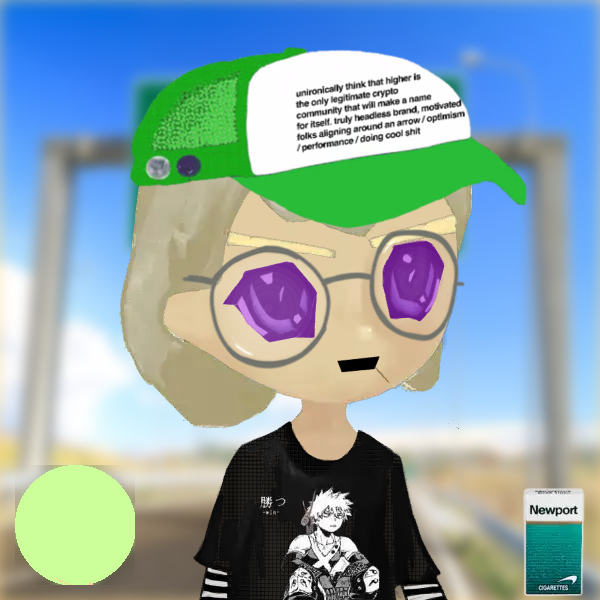 unironically think that higher is
the only legitimate crypto
community that will make a name
for itself. truly headless brand, motivated
folks aligning around an arrow / optimism
/ performance / doing cool shit
勝つ
Newport
CIGARETTES